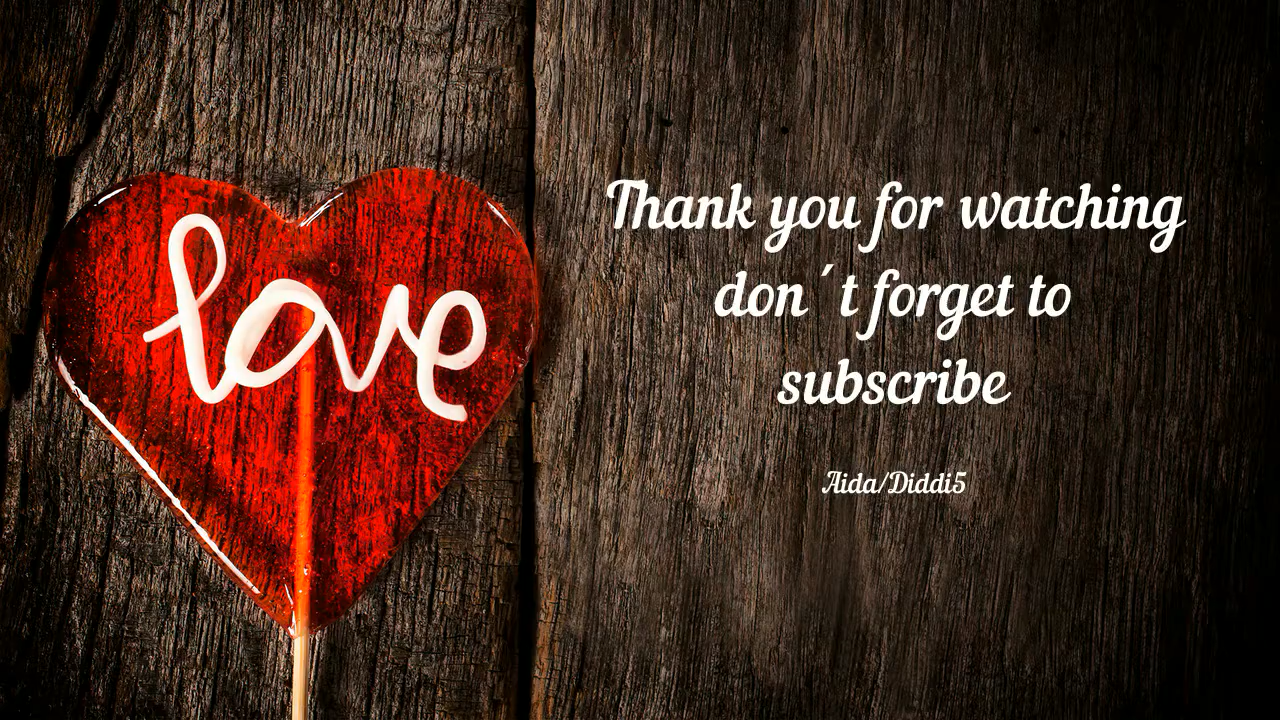 love
Thank you for watching
don ´t forget to
subscribe
Aida/Diddi5